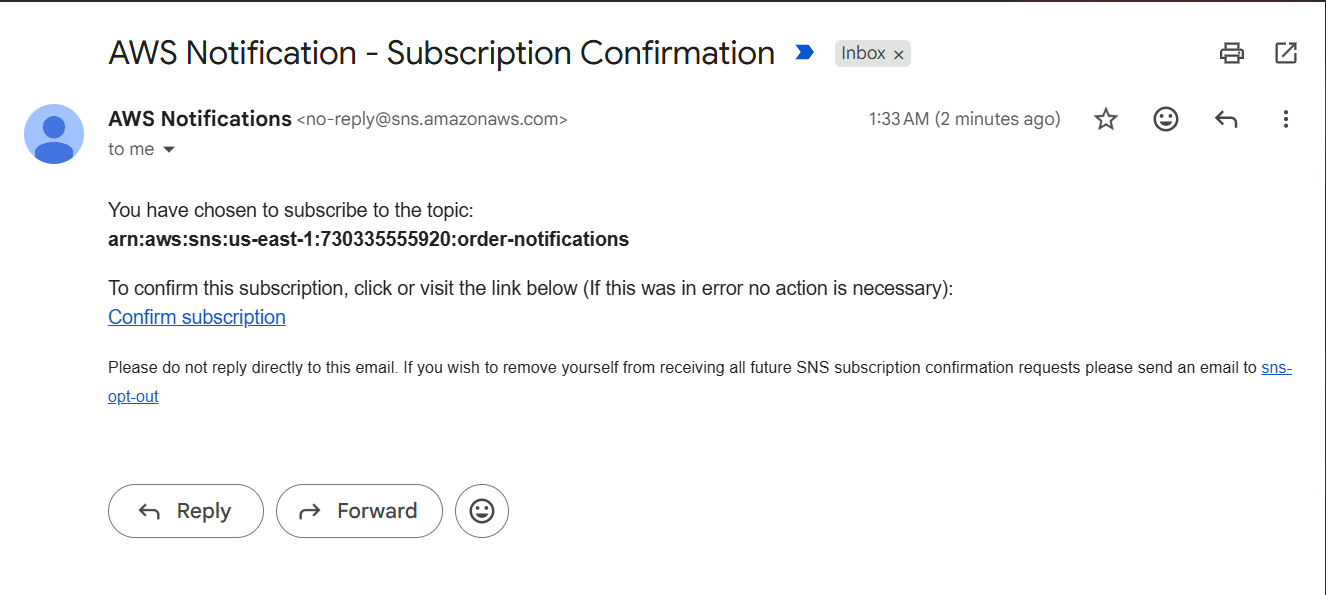 AWS Notification - Subscription Confirmation Inbox ×
AWS Notifications <no-reply@sns.amazonaws.com> 1:33 AM (2 minutes ago)
to me
You have chosen to subscribe to the topic:
arn:aws:sns:us-east-1:730335555920:order-notifications
To confirm this subscription, click or visit the link below (If this was in error no action is necessary):
Confirm subscription
Please do not reply directly to this email. If you wish to remove yourself from receiving all future SNS subscription confirmation requests please send an email to sns-
opt-out
Reply Forward